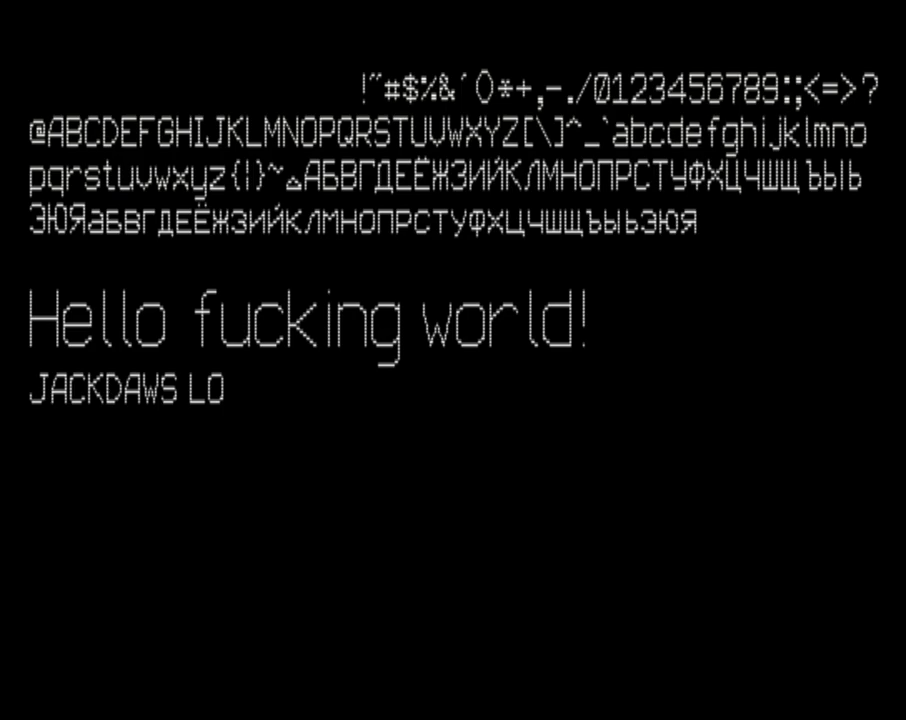 !"#$%&'()*+,-./0123456789:;<=>?
@ABCDEFGHIJKLMNOPQRSTUVWXYZ[\]^_`abcdefghijklmno
pqrstuvwxyz{|}~⌂АБВГДЕЁЖЗИЙКЛМНОПРСТУФХЦЧШЩЪЫЬ
ЭЮЯабвгдеёжзийклмнопрстуфхцчшщъыьэюя
Hello fucking world!
JACKDAWS LO